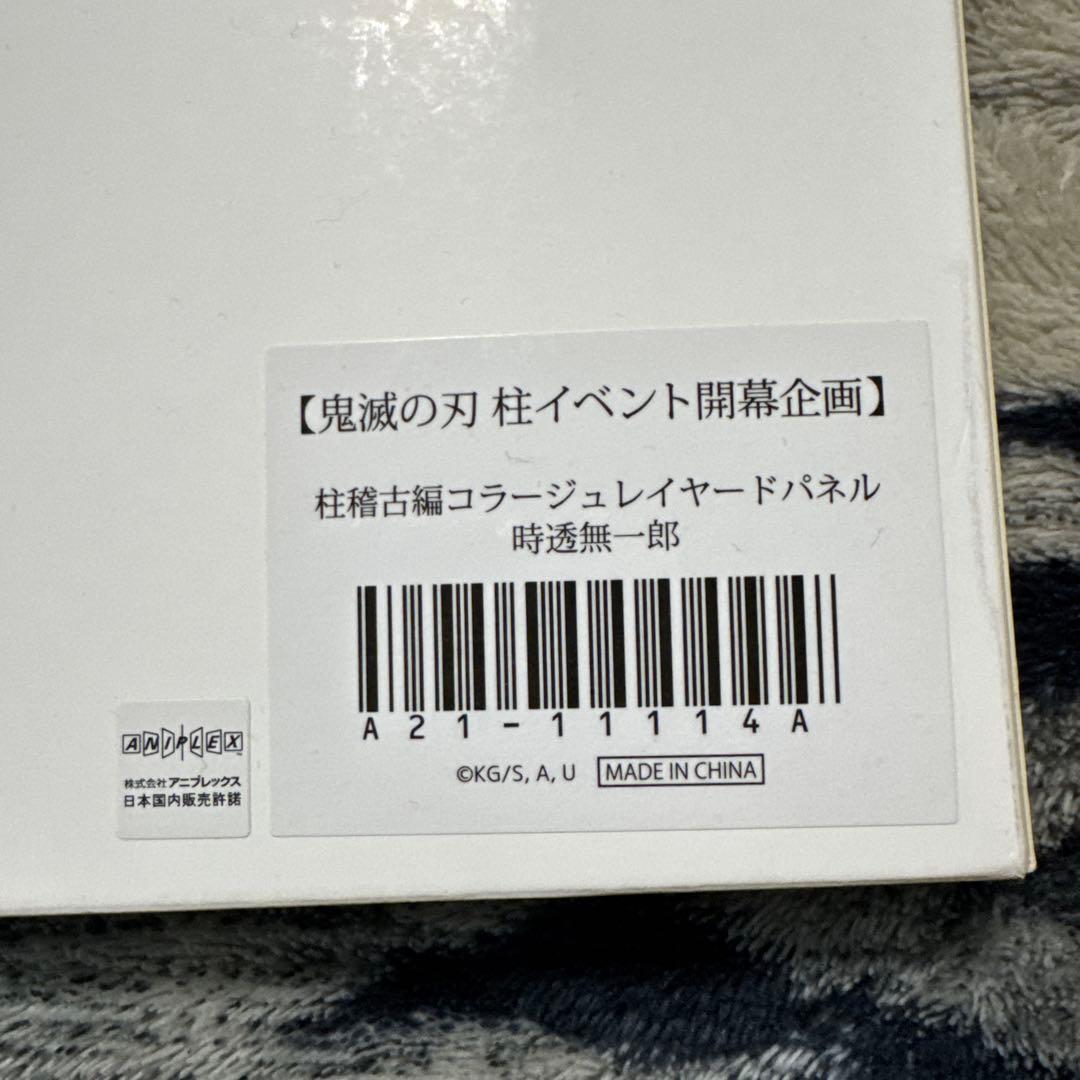 【鬼滅の刃 柱イベント開幕企画】
柱稽古編コラージュレイヤードパネル
時透無一郎
A21-11114A
©KG/S, A, U MADE IN CHINA
ANIPLEX
株式会社アニプレックス
日本国内販売許諾